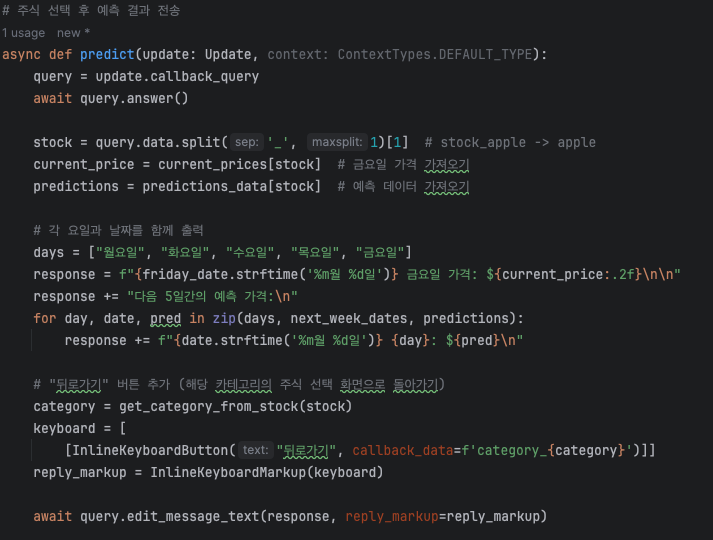 # 주식 선택 후 예측 결과 전송
1 usage   new *
async def predict(update: Update, context: ContextTypes.DEFAULT_TYPE):
    query = update.callback_query
    await query.answer()

    stock = query.data.split( sep: '_',  maxsplit: 1)[1]  # stock_apple -> apple
    current_price = current_prices[stock]  # 금요일 가격 가져오기
    predictions = predictions_data[stock]  # 예측 데이터 가져오기

    # 각 요일과 날짜를 함께 출력
    days = ["월요일", "화요일", "수요일", "목요일", "금요일"]
    response = f"{friday_date.strftime('%m월 %d일')} 금요일 가격: ${current_price:.2f}\n\n"
    response += "다음 5일간의 예측 가격:\n"
    for day, date, pred in zip(days, next_week_dates, predictions):
        response += f"{date.strftime('%m월 %d일')} {day}: ${pred}\n"

    # "뒤로가기" 버튼 추가 (해당 카테고리의 주식 선택 화면으로 돌아가기)
    category = get_category_from_stock(stock)
    keyboard = [
        [InlineKeyboardButton( text: "뒤로가기", callback_data=f'category_{category}')]]
    reply_markup = InlineKeyboardMarkup(keyboard)

    await query.edit_message_text(response, reply_markup=reply_markup)